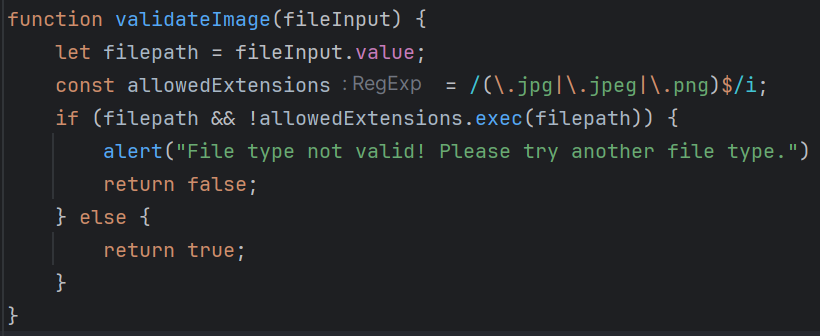 function validateImage(fileInput) {
    let filepath = fileInput.value;
    const allowedExtensions : RegExp = /(\.jpg|\.jpeg|\.png)$/i;
    if (filepath && !allowedExtensions.exec(filepath)) {
        alert("File type not valid! Please try another file type.")
        return false;
    } else {
        return true;
    }
}